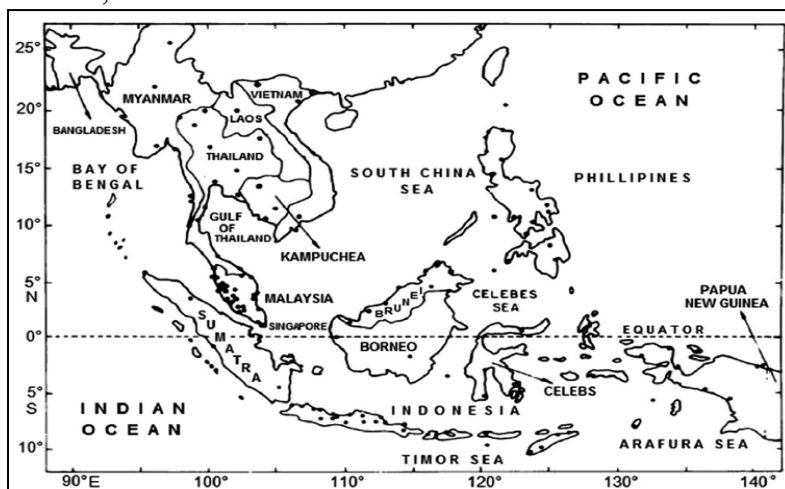 25°
PACIFIC
OCEAN
VIETNAM
MYANMAR
20°
LAOS
BANGLADESH
THAILAND
15°
BAY OF
BENGAL
SOUTH CHINA
SEA
PHILLIPINES
10°
GULF
OF
THAILAND
KAMPUCHEA
5°
N
MALAYSIA
BRUNEI
CELEBES
SEA
PAPUA
NEW GUINEA
SUMATRA
SINGAPORE
EQUATOR
0°
BORNEO
5°
S
INDIAN
OCEAN
INDONESIA
CELEBS
10°
TIMOR SEA
ARAFURA SEA
90°E
100°
110°
120°
130°
140°